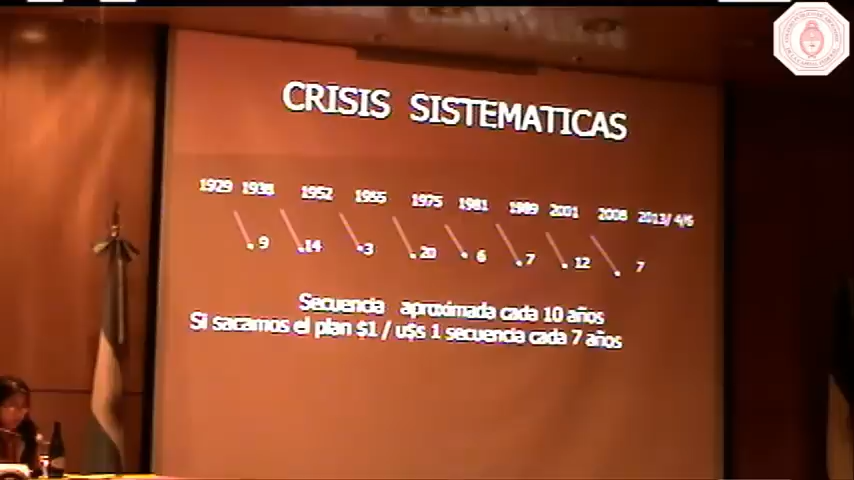 CRISIS SISTEMATICAS
1929 1938 1952 1955 1975 1981 1989 2001 2008 2013/ 4/6
9 14 3 20 6 7 12 7
Secuencia aproximada cada 10 años
Si sacamos el plan $1 / u$s 1 secuencia cada 7 años